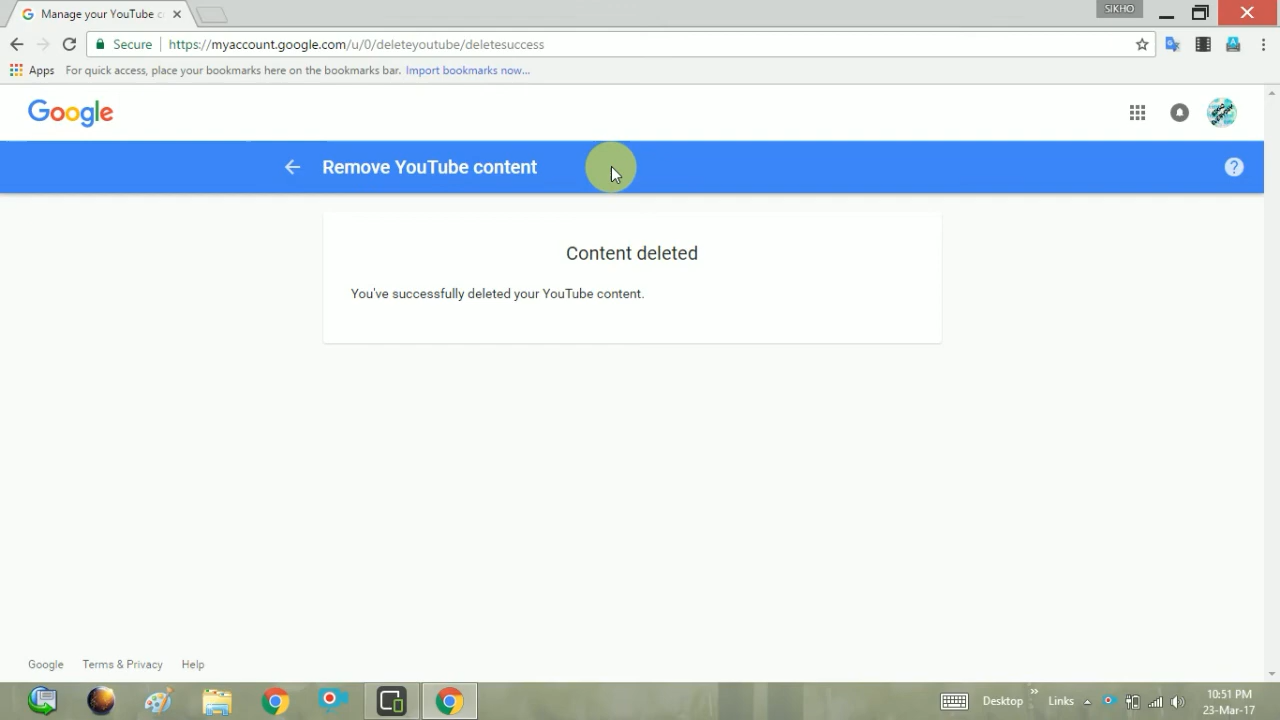 SIKHO
Manage your YouTube c
Secure
https://myaccount.google.com/u/0/deleteyoutube/deletesuccess
Apps
For quick access, place your bookmarks here on the bookmarks bar. Import bookmarks now...
Google
Remove YouTube content
?
Content deleted
You've successfully deleted your YouTube content.
Google Terms & Privacy Help
Desktop
Links
10:51 PM
23-Mar-17